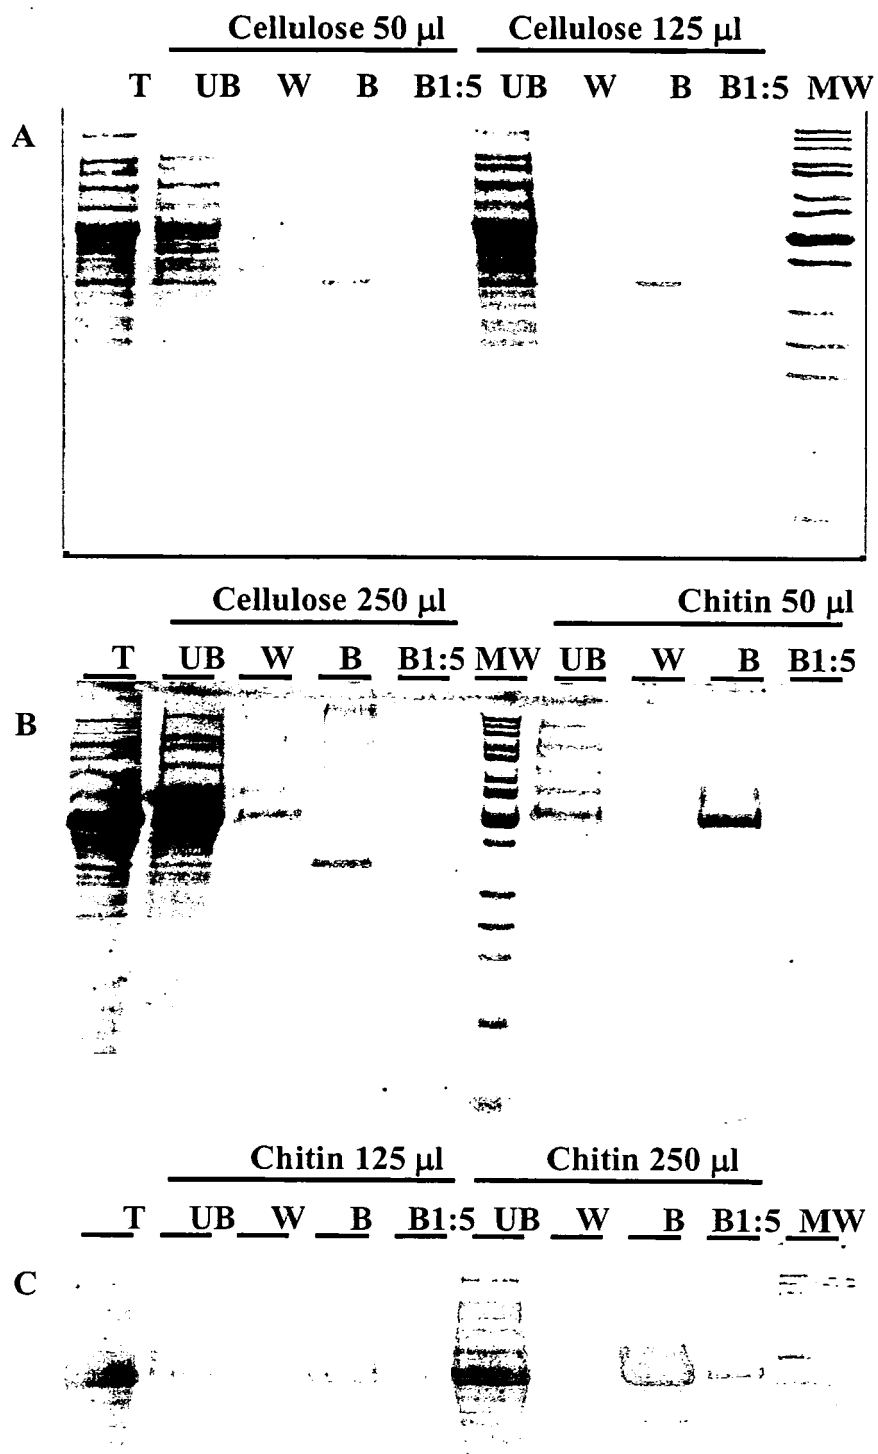 Cellulose 50 μl Cellulose 125 μl
T UB W B B1:5 UB W B B1:5 MW
A
Cellulose 250 μl Chitin 50 μl
T UB W B B1:5 MW UB W B B1:5
B
Chitin 125 μl Chitin 250 μl
T UB W B B1:5 UB W B B1:5 MW
C